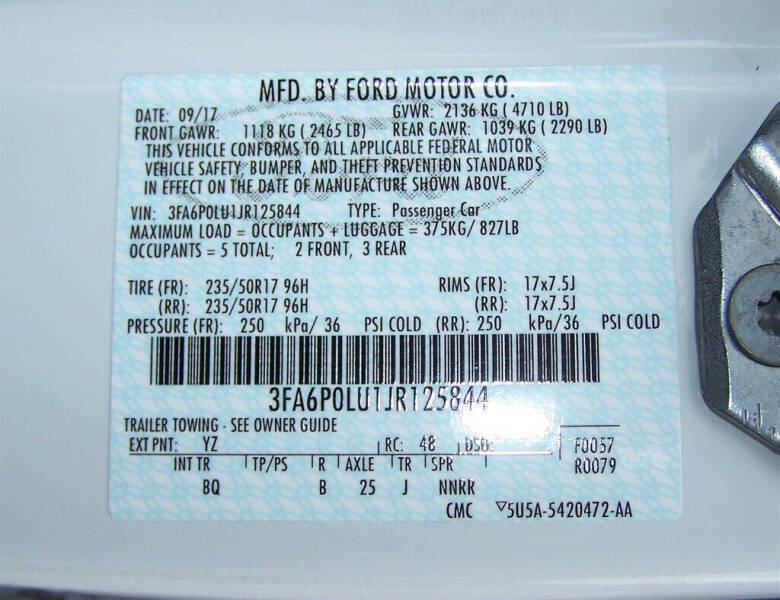 MFD. BY FORD MOTOR CO.
DATE: 09/17 GVWR: 2136 KG ( 4710 LB)
FRONT GAWR: 1118 KG ( 2465 LB) REAR GAWR: 1039 KG ( 2290 LB)
THIS VEHICLE CONFORMS TO ALL APPLICABLE FEDERAL MOTOR
VEHICLE SAFETY, BUMPER, AND THEFT PREVENTION STANDARDS
IN EFFECT ON THE DATE OF MANUFACTURE SHOWN ABOVE.
VIN: 3FA6P0LU1JR125844 TYPE: Passenger Car
MAXIMUM LOAD = OCCUPANTS + LUGGAGE = 375KG/ 827LB
OCCUPANTS = 5 TOTAL; 2 FRONT, 3 REAR
TIRE (FR): 235/50R17 96H RIMS (FR): 17x7.5J
(RR): 235/50R17 96H (RR): 17x7.5J
PRESSURE (FR): 250 kPa/ 36 PSI COLD (RR): 250 kPa/36 PSI COLD
3FA6P0LU1JR125844
TRAILER TOWING - SEE OWNER GUIDE
EXT PNT: YZ RC: 48 DSO: F0057
INT TR TP/PS R AXLE TR SPR R0079
BQ B 25 J NNRR
CMC ▽5U5A-5420472-AA